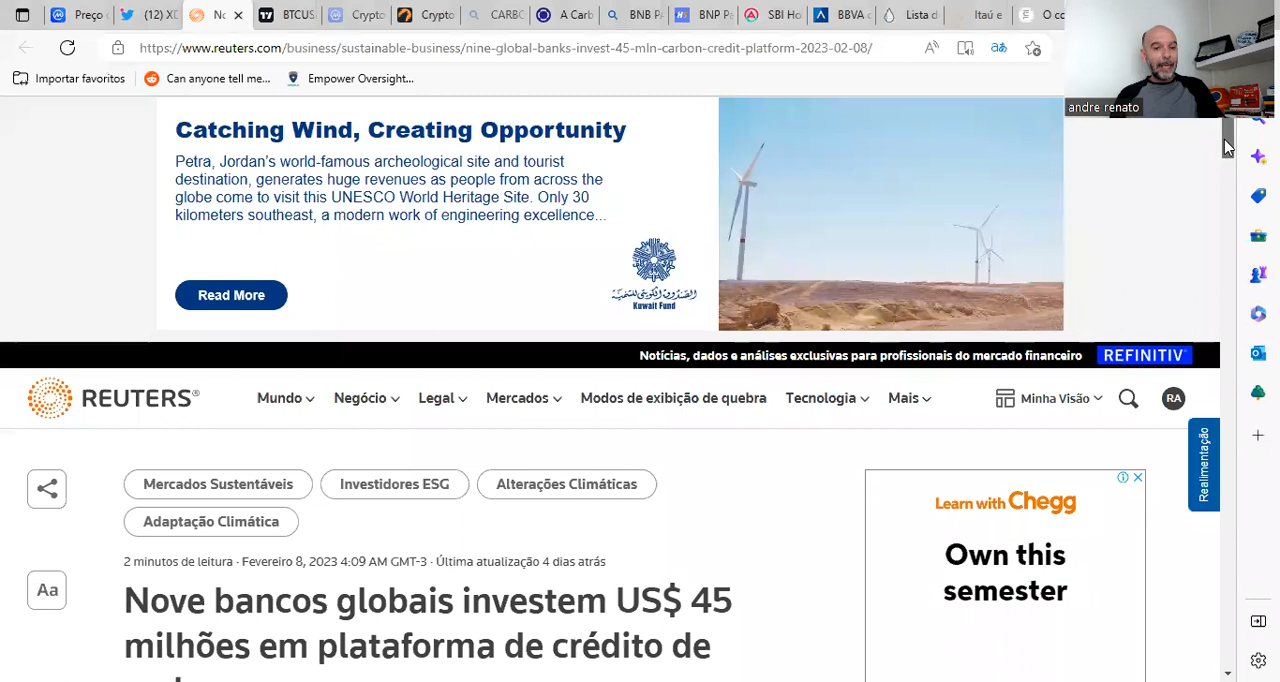 Preço
(12) XD
No
BTCUS
Crypto
Crypto
CARBO
A Carb
BNB Pa
BNP Pa
SBI Ho
BBVA c
Lista d
Itaú e
O co
https://www.reuters.com/business/sustainable-business/nine-global-banks-invest-45-mln-carbon-credit-platform-2023-02-08/
Importar favoritos
Can anyone tell me...
Empower Oversight...
andre renato
Catching Wind, Creating Opportunity
Petra, Jordan's world-famous archeological site and tourist
destination, generates huge revenues as people from across the
globe come to visit this UNESCO World Heritage Site. Only 30
kilometers southeast, a modern work of engineering excellence...
Read More
الصندوق الكويتي للتنمية
Kuwait Fund
Notícias, dados e análises exclusivas para profissionais do mercado financeiro REFINITIV
REUTERS® Mundo Negócio Legal Mercados Modos de exibição de quebra Tecnologia Mais Minha Visão RA
Realimentação
Mercados Sustentáveis Investidores ESG Alterações Climáticas
Adaptação Climática
2 minutos de leitura · Fevereiro 8, 2023 4:09 AM GMT-3 · Última atualização 4 dias atrás
Aa
Nove bancos globais investem US$ 45
milhões em plataforma de crédito de
Learn with Chegg
Own this
semester